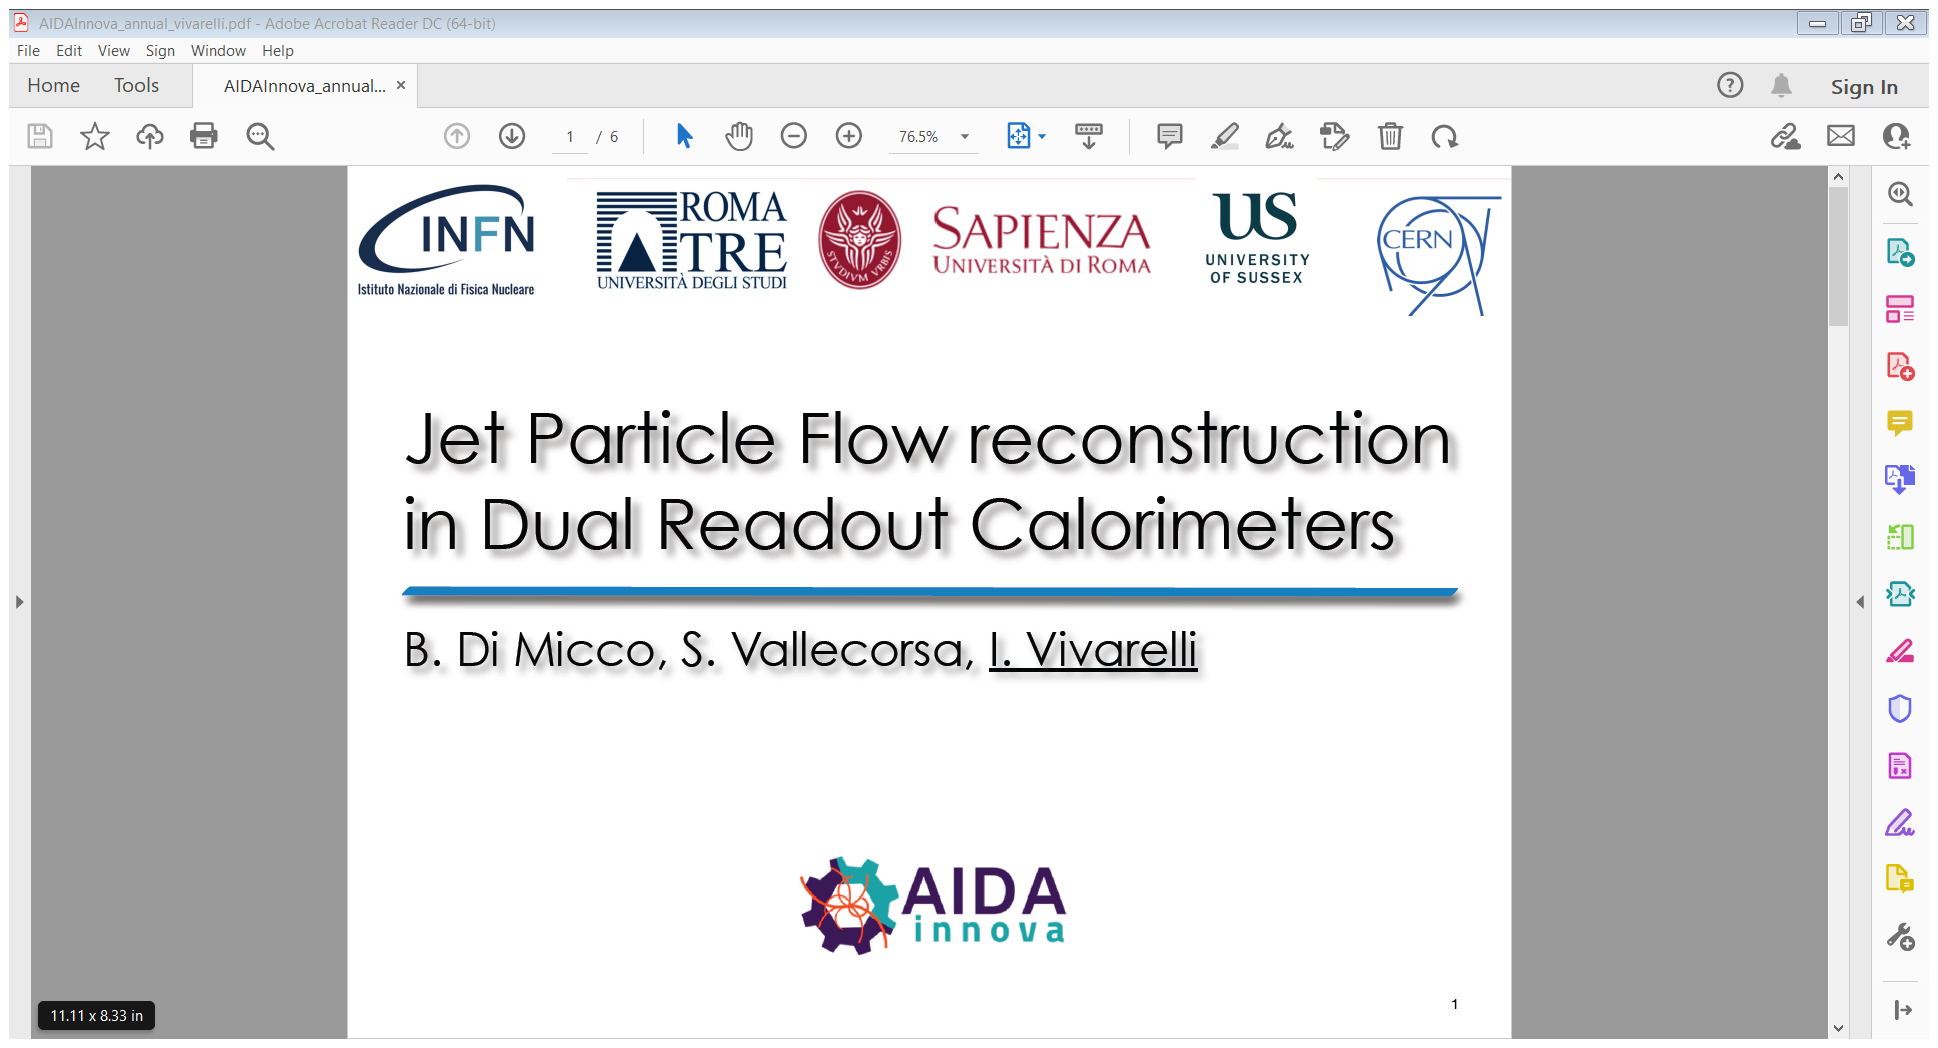 AIDAInnova_annual_vivarelli.pdf - Adobe Acrobat Reader DC (64-bit)
File Edit View Sign Window Help
Home Tools AIDAInnova_annual... × Sign In
1 / 6 76.5%
INFN
Istituto Nazionale di Fisica Nucleare
ROMA
TRE
UNIVERSITÀ DEGLI STUDI
STVDIVM VRBIS
SAPIENZA
UNIVERSITÀ DI ROMA
US
UNIVERSITY
OF SUSSEX
CERN
Jet Particle Flow reconstruction
in Dual Readout Calorimeters
B. Di Micco, S. Vallecorsa, I. Vivarelli
AIDA
innova
1
11.11 x 8.33 in